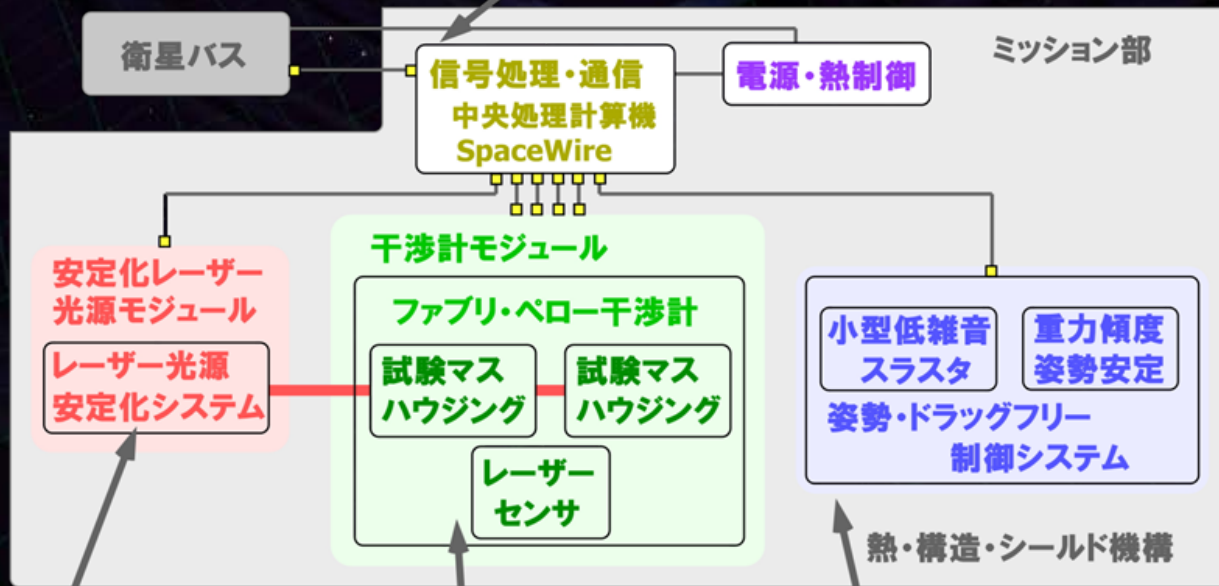 衛星バス
信号処理・通信
中央処理計算機
SpaceWire
電源・熱制御
ミッション部
安定化レーザー
光源モジュール
レーザー光源
安定化システム
干渉計モジュール
ファブリ・ペロー干渉計
試験マス
ハウジング
試験マス
ハウジング
レーザー
センサ
小型低雑音
スラスタ
重力傾度
姿勢安定
姿勢・ドラッグフリー
制御システム
熱・構造・シールド機構